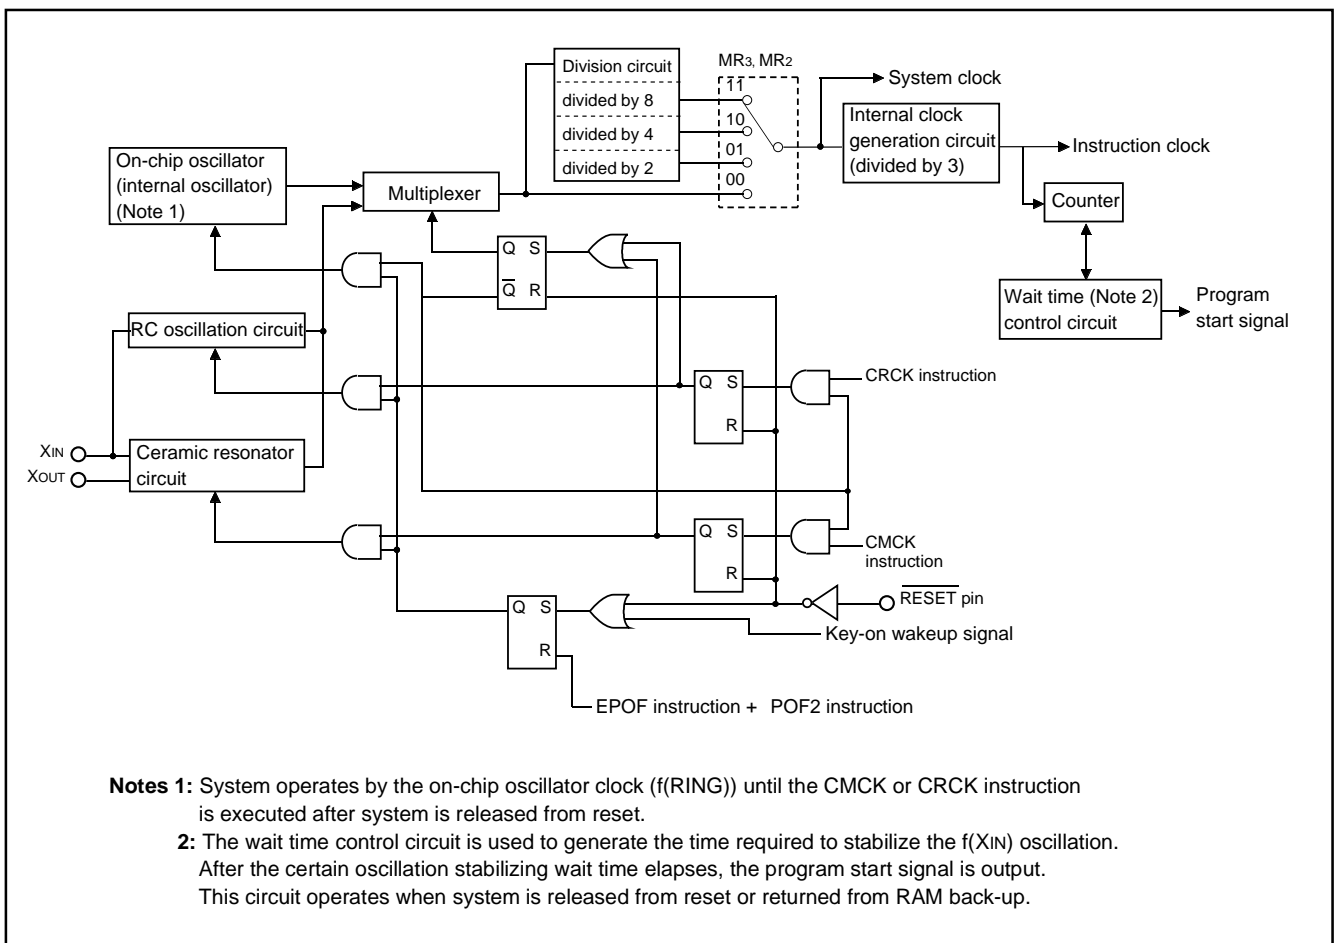 Division circuit
divided by 8
divided by 4
divided by 2
MR3, MR2
11
10
01
00
System clock
Internal clock
generation circuit
(divided by 3)
Instruction clock
Counter
Wait time (Note 2)
control circuit
Program
start signal
On-chip oscillator
(internal oscillator)
(Note 1)
Multiplexer
Q S
Q R
RC oscillation circuit
Q S
R
CRCK instruction
XIN
XOUT
Ceramic resonator
circuit
Q S
R
CMCK
instruction
RESET pin
Q S
R
Key-on wakeup signal
EPOF instruction + POF2 instruction
Notes 1: System operates by the on-chip oscillator clock (f(RING)) until the CMCK or CRCK instruction
is executed after system is released from reset.
2: The wait time control circuit is used to generate the time required to stabilize the f(XIN) oscillation.
After the certain oscillation stabilizing wait time elapses, the program start signal is output.
This circuit operates when system is released from reset or returned from RAM back-up.